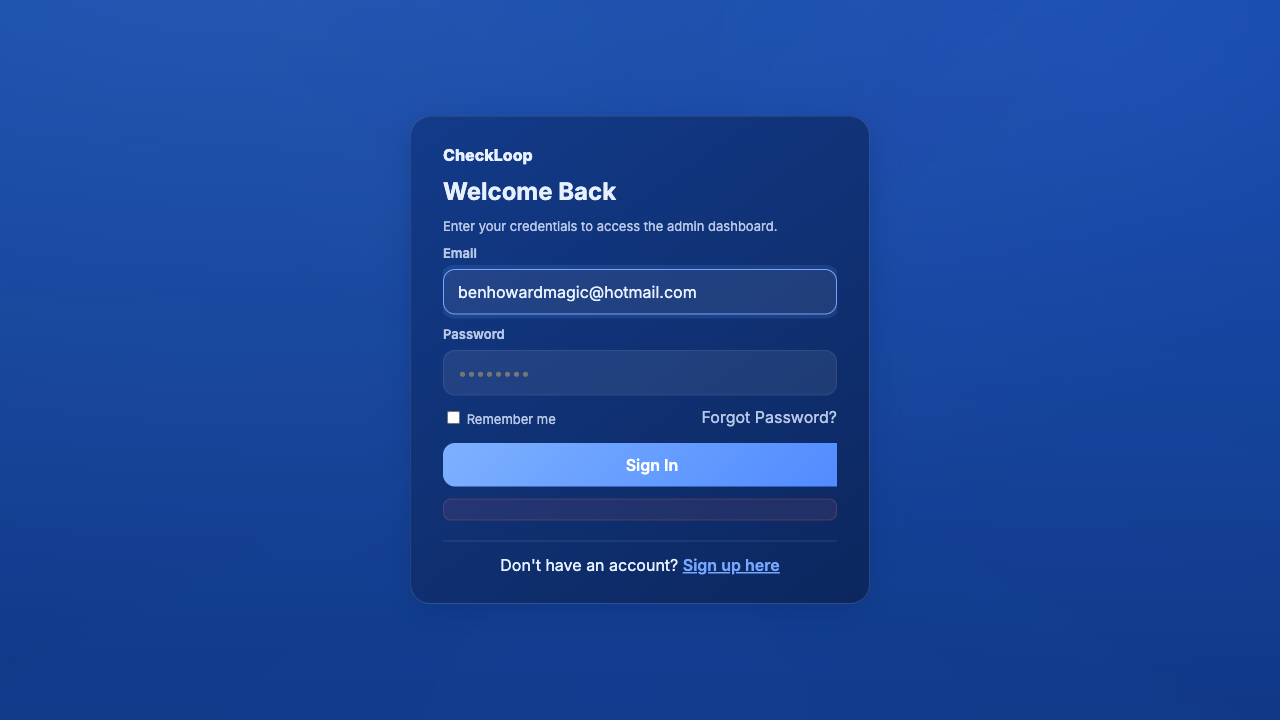 CheckLoop
Welcome Back
Enter your credentials to access the admin dashboard.
Email
benhowardmagic@hotmail.com
Password
••••••••
Remember me
Forgot Password?
Sign In
Don't have an account? Sign up here